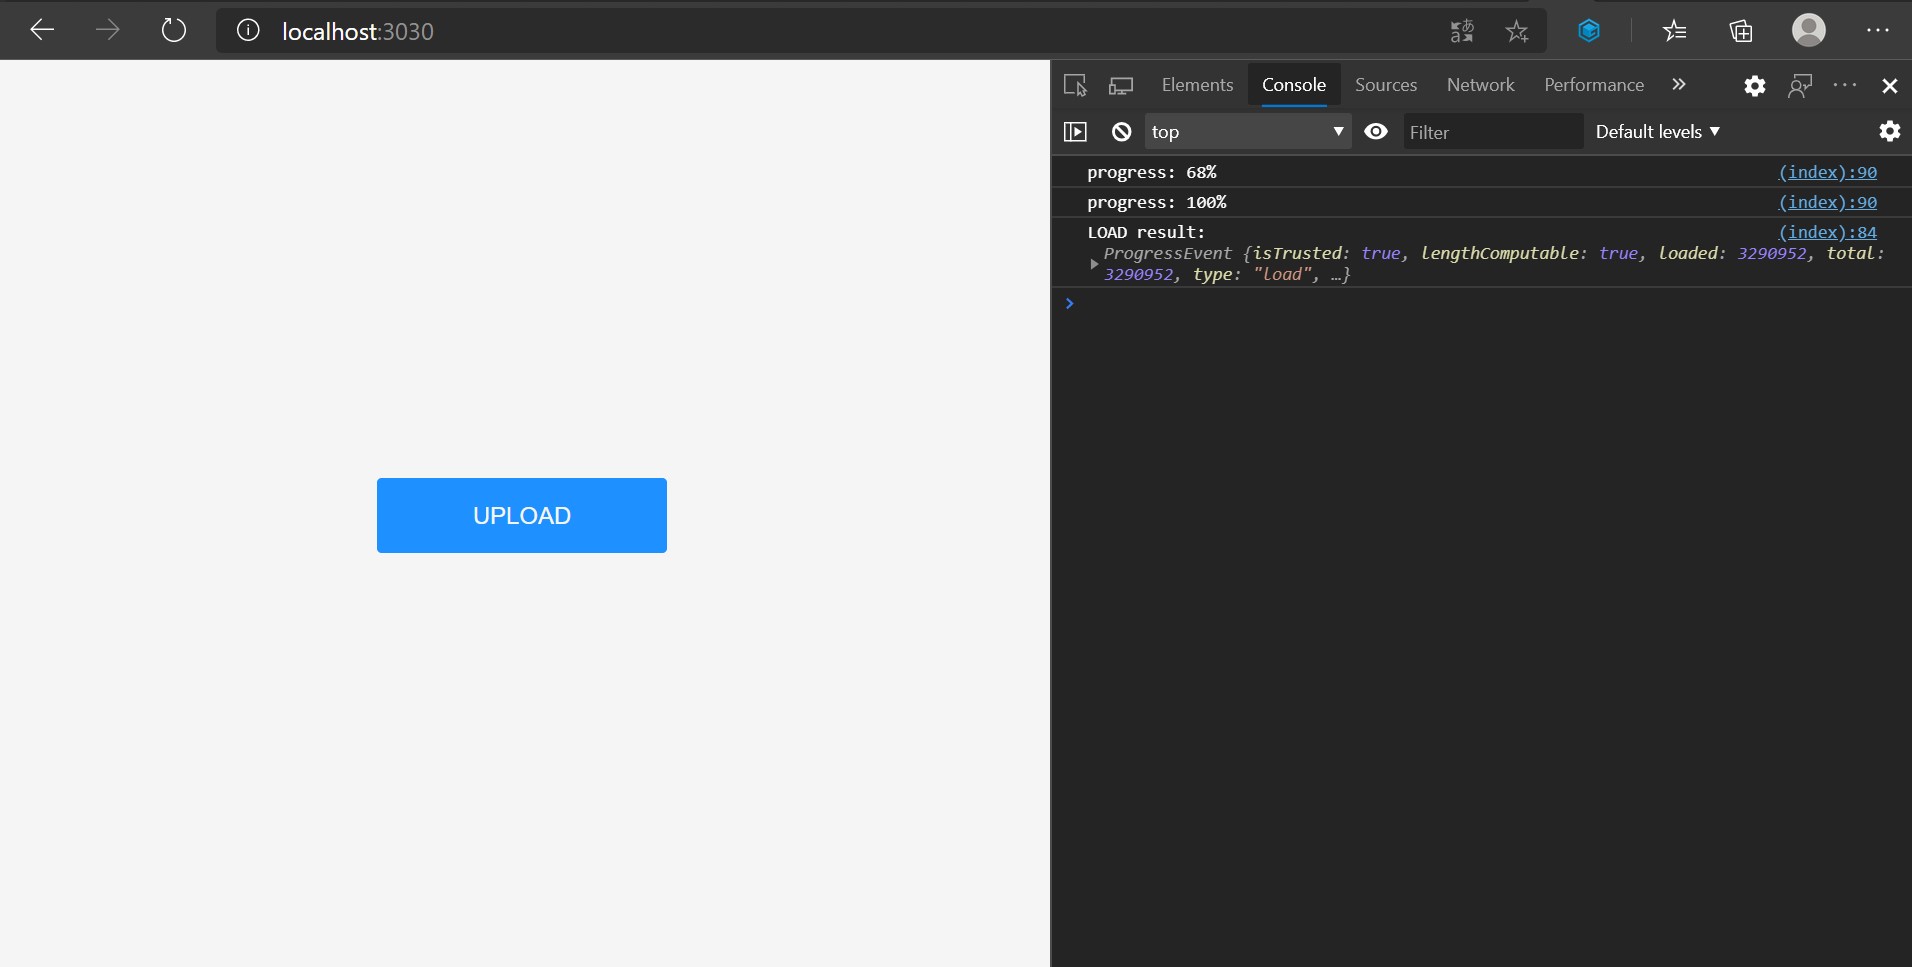 localhost:3030
Elements Console Sources Network Performance
top Filter Default levels
progress: 68% (index):90
progress: 100% (index):90
LOAD result: (index):84
ProgressEvent {isTrusted: true, lengthComputable: true, loaded: 3290952, total:
3290952, type: "load", …}
UPLOAD